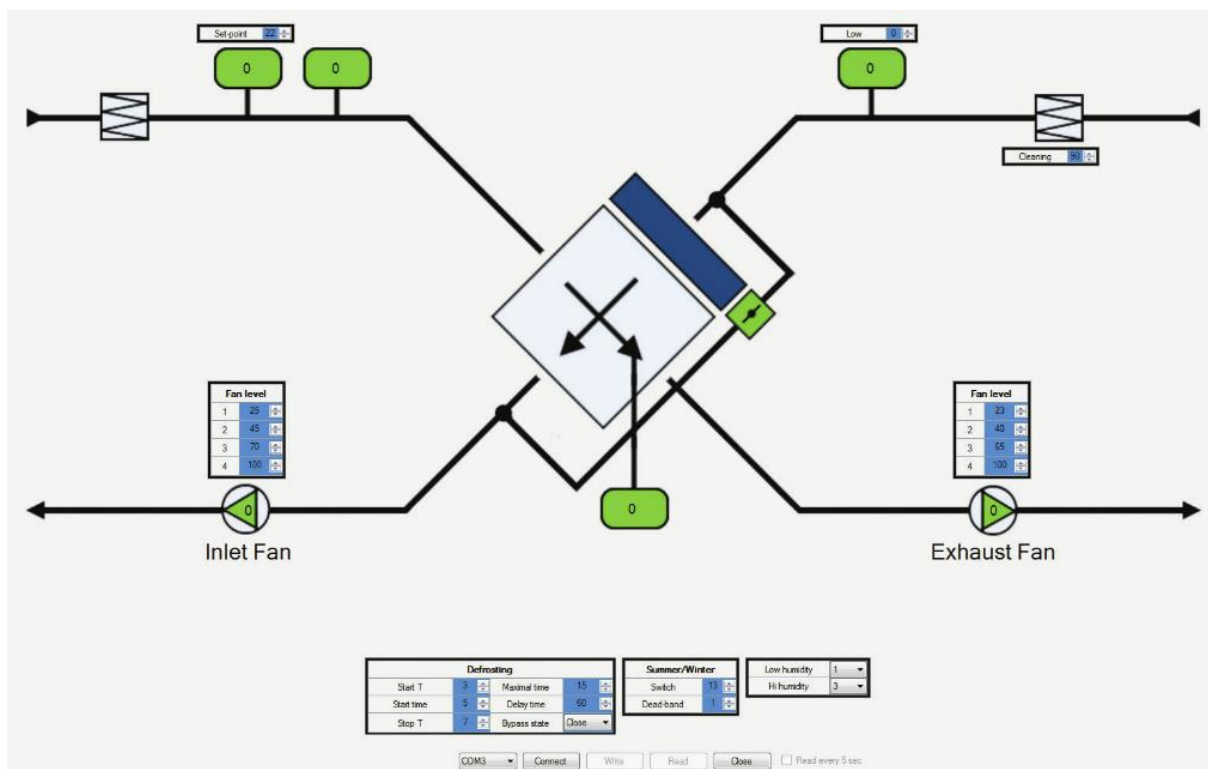 Set-point 22
Low 0
0
0
0
Cleaning 90
Fan level
1 25
2 45
3 70
4 100
Fan level
1 23
2 40
3 65
4 100
0
0
0
Inlet Fan
Exhaust Fan
Defrosting
Start T 3 Maximal time 15
Start time 5 Delay time 60
Stop T 7 Bypass state Close
Summer/Winter
Switch 13
Dead-band 1
Low humidity 1
Hi humidity 3
COM3 Connect Write Read Close Read every 5 sec